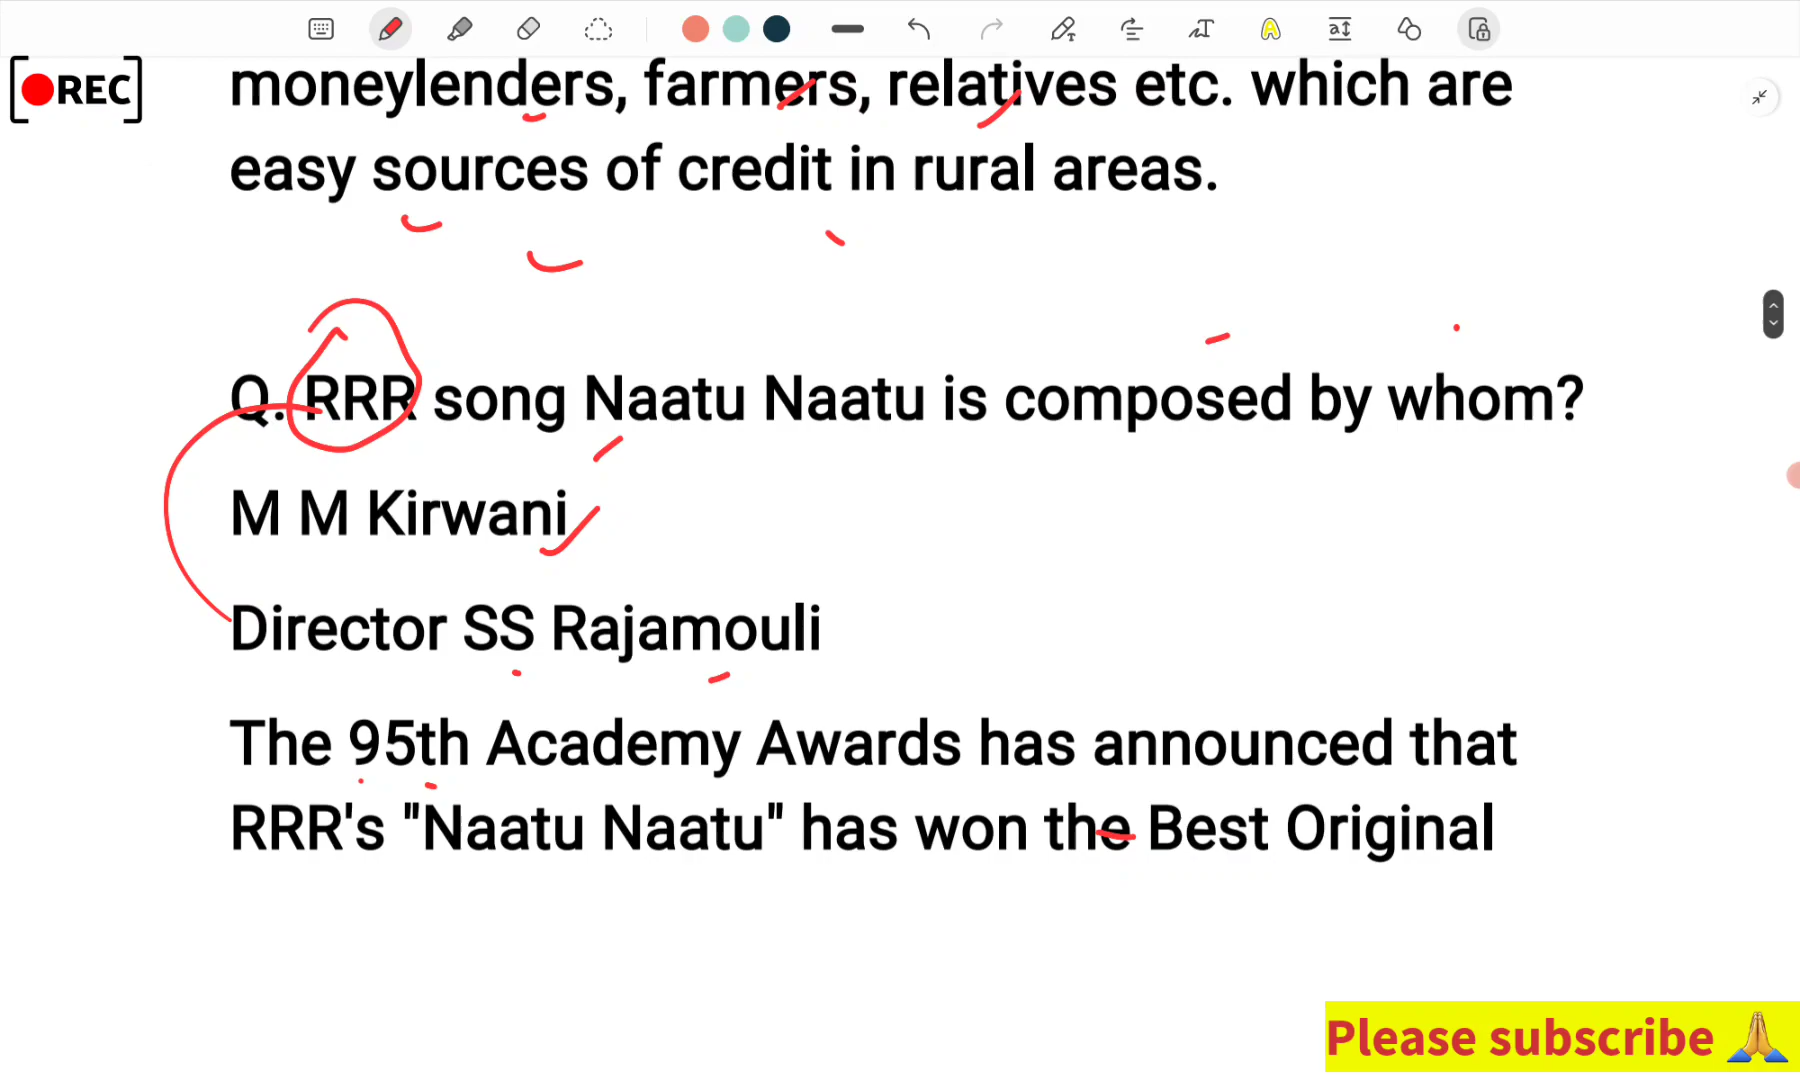 REC
moneylenders, farmers, relatives etc. which are
easy sources of credit in rural areas.
Q. RRR song Naatu Naatu is composed by whom?
M M Kirwani
Director SS Rajamouli
The 95th Academy Awards has announced that
RRR's "Naatu Naatu" has won the Best Original
Please subscribe 🙏